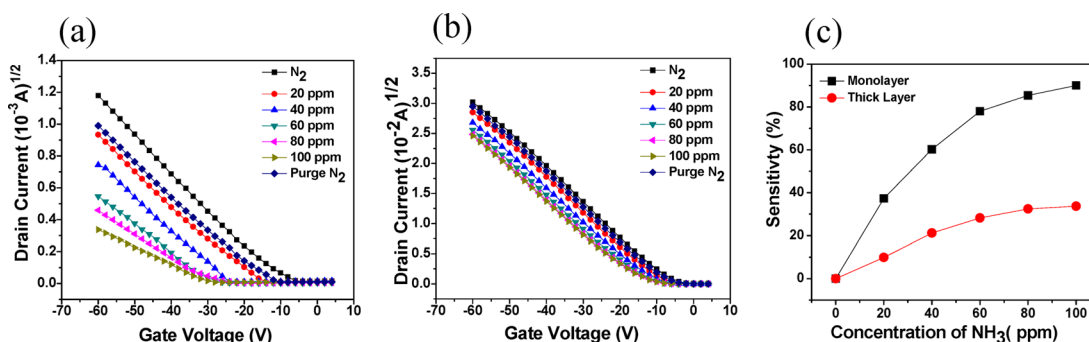 (a)
Drain Current (10⁻³A)¹ᐟ²
1.4
1.2
1.0
0.8
0.6
0.4
0.2
0.0
-70 -60 -50 -40 -30 -20 -10 0 10
Gate Voltage (V)
N₂
20 ppm
40 ppm
60 ppm
80 ppm
100 ppm
Purge N₂
(b)
Drain Current (10⁻²A)¹ᐟ²
3.5
3.0
2.5
2.0
1.5
1.0
0.5
0.0
-70 -60 -50 -40 -30 -20 -10 0 10
Gate Voltage (V)
N₂
20 ppm
40 ppm
60 ppm
80 ppm
100 ppm
Purge N₂
(c)
Sensitivty (%)
100
80
60
40
20
0
0 20 40 60 80 100
Concentration of NH₃( ppm)
Monolayer
Thick Layer